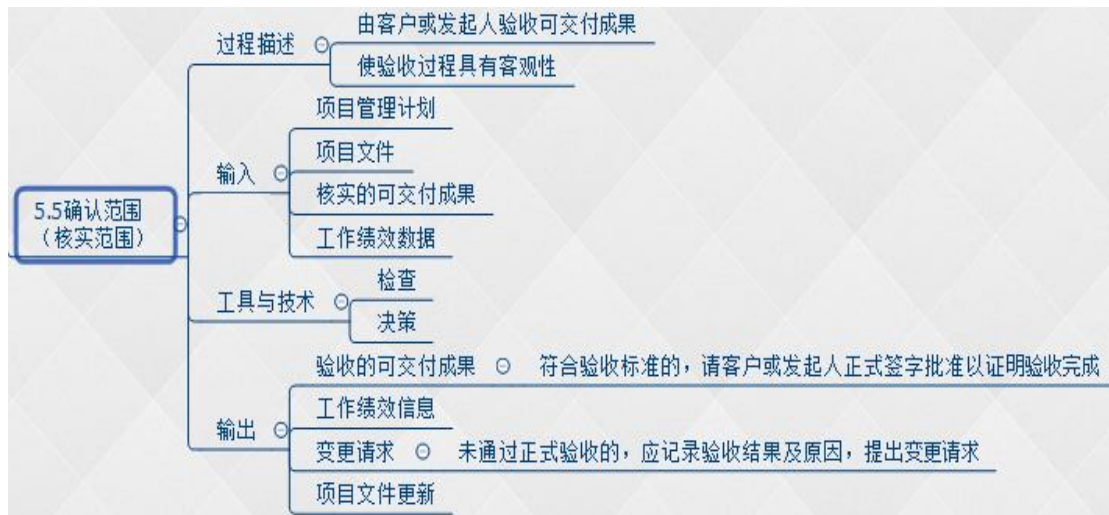 由客户或发起人验收可交付成果
过程描述
使验收过程具有客观性
项目管理计划
项目文件
输入
核实的可交付成果
工作绩效数据
5.5确认范围
（核实范围）
检查
工具与技术
决策
验收的可交付成果 符合验收标准的，请客户或发起人正式签字批准以证明验收完成
工作绩效信息
输出
变更请求 未通过正式验收的，应记录验收结果及原因，提出变更请求
项目文件更新